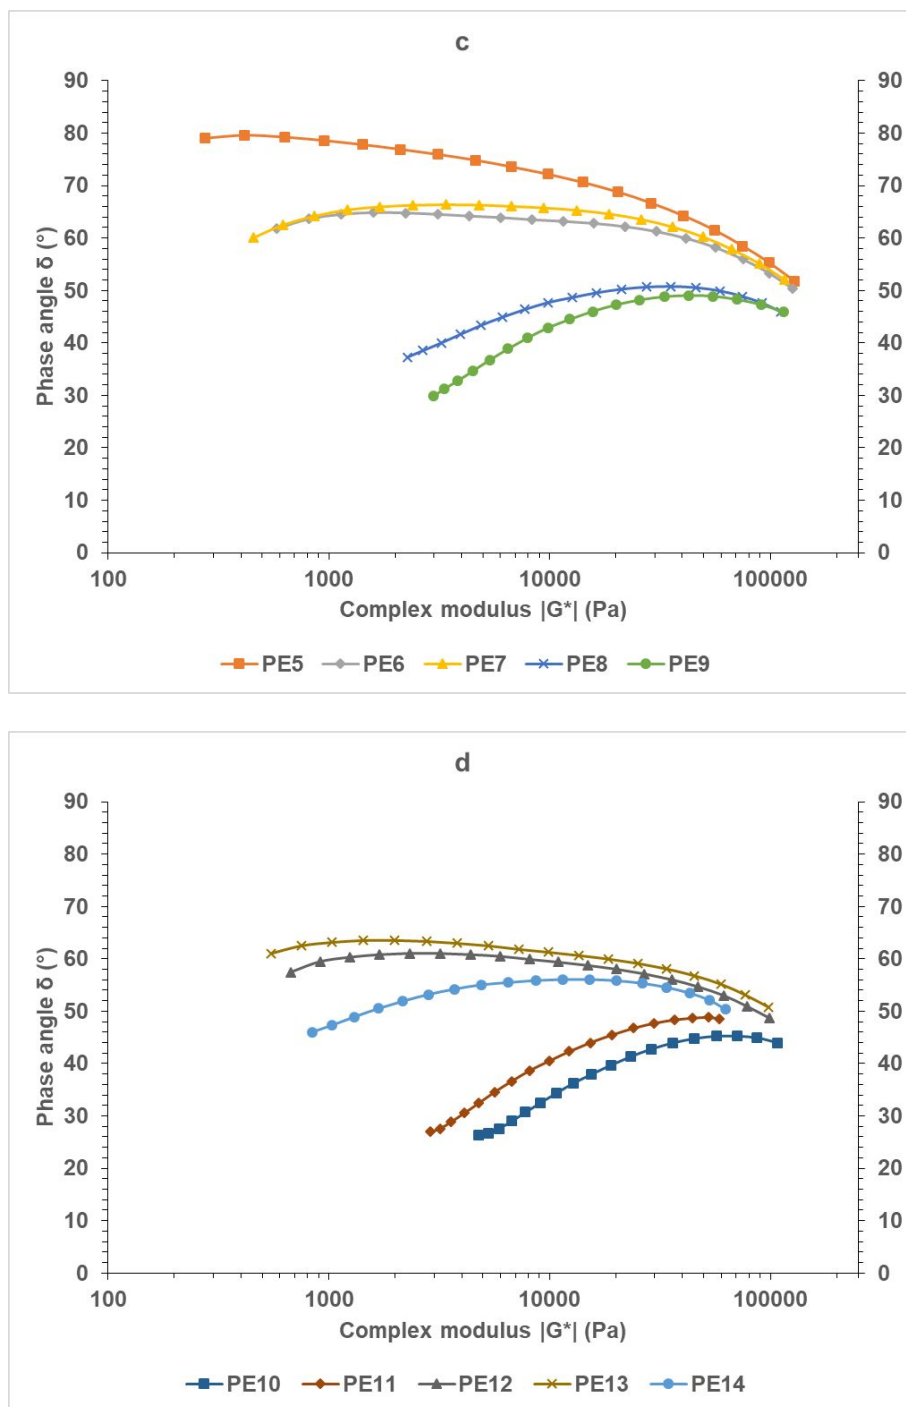 c
90 90
80 80
70 70
60 60
50 50
40 40
30 30
20 20
10 10
0 0
Phase angle δ (°)
100 1000 10000 100000
Complex modulus |G*| (Pa)
PE5 PE6 PE7 PE8 PE9
d
90 90
80 80
70 70
60 60
50 50
40 40
30 30
20 20
10 10
0 0
Phase angle δ (°)
100 1000 10000 100000
Complex modulus |G*| (Pa)
PE10 PE11 PE12 PE13 PE14